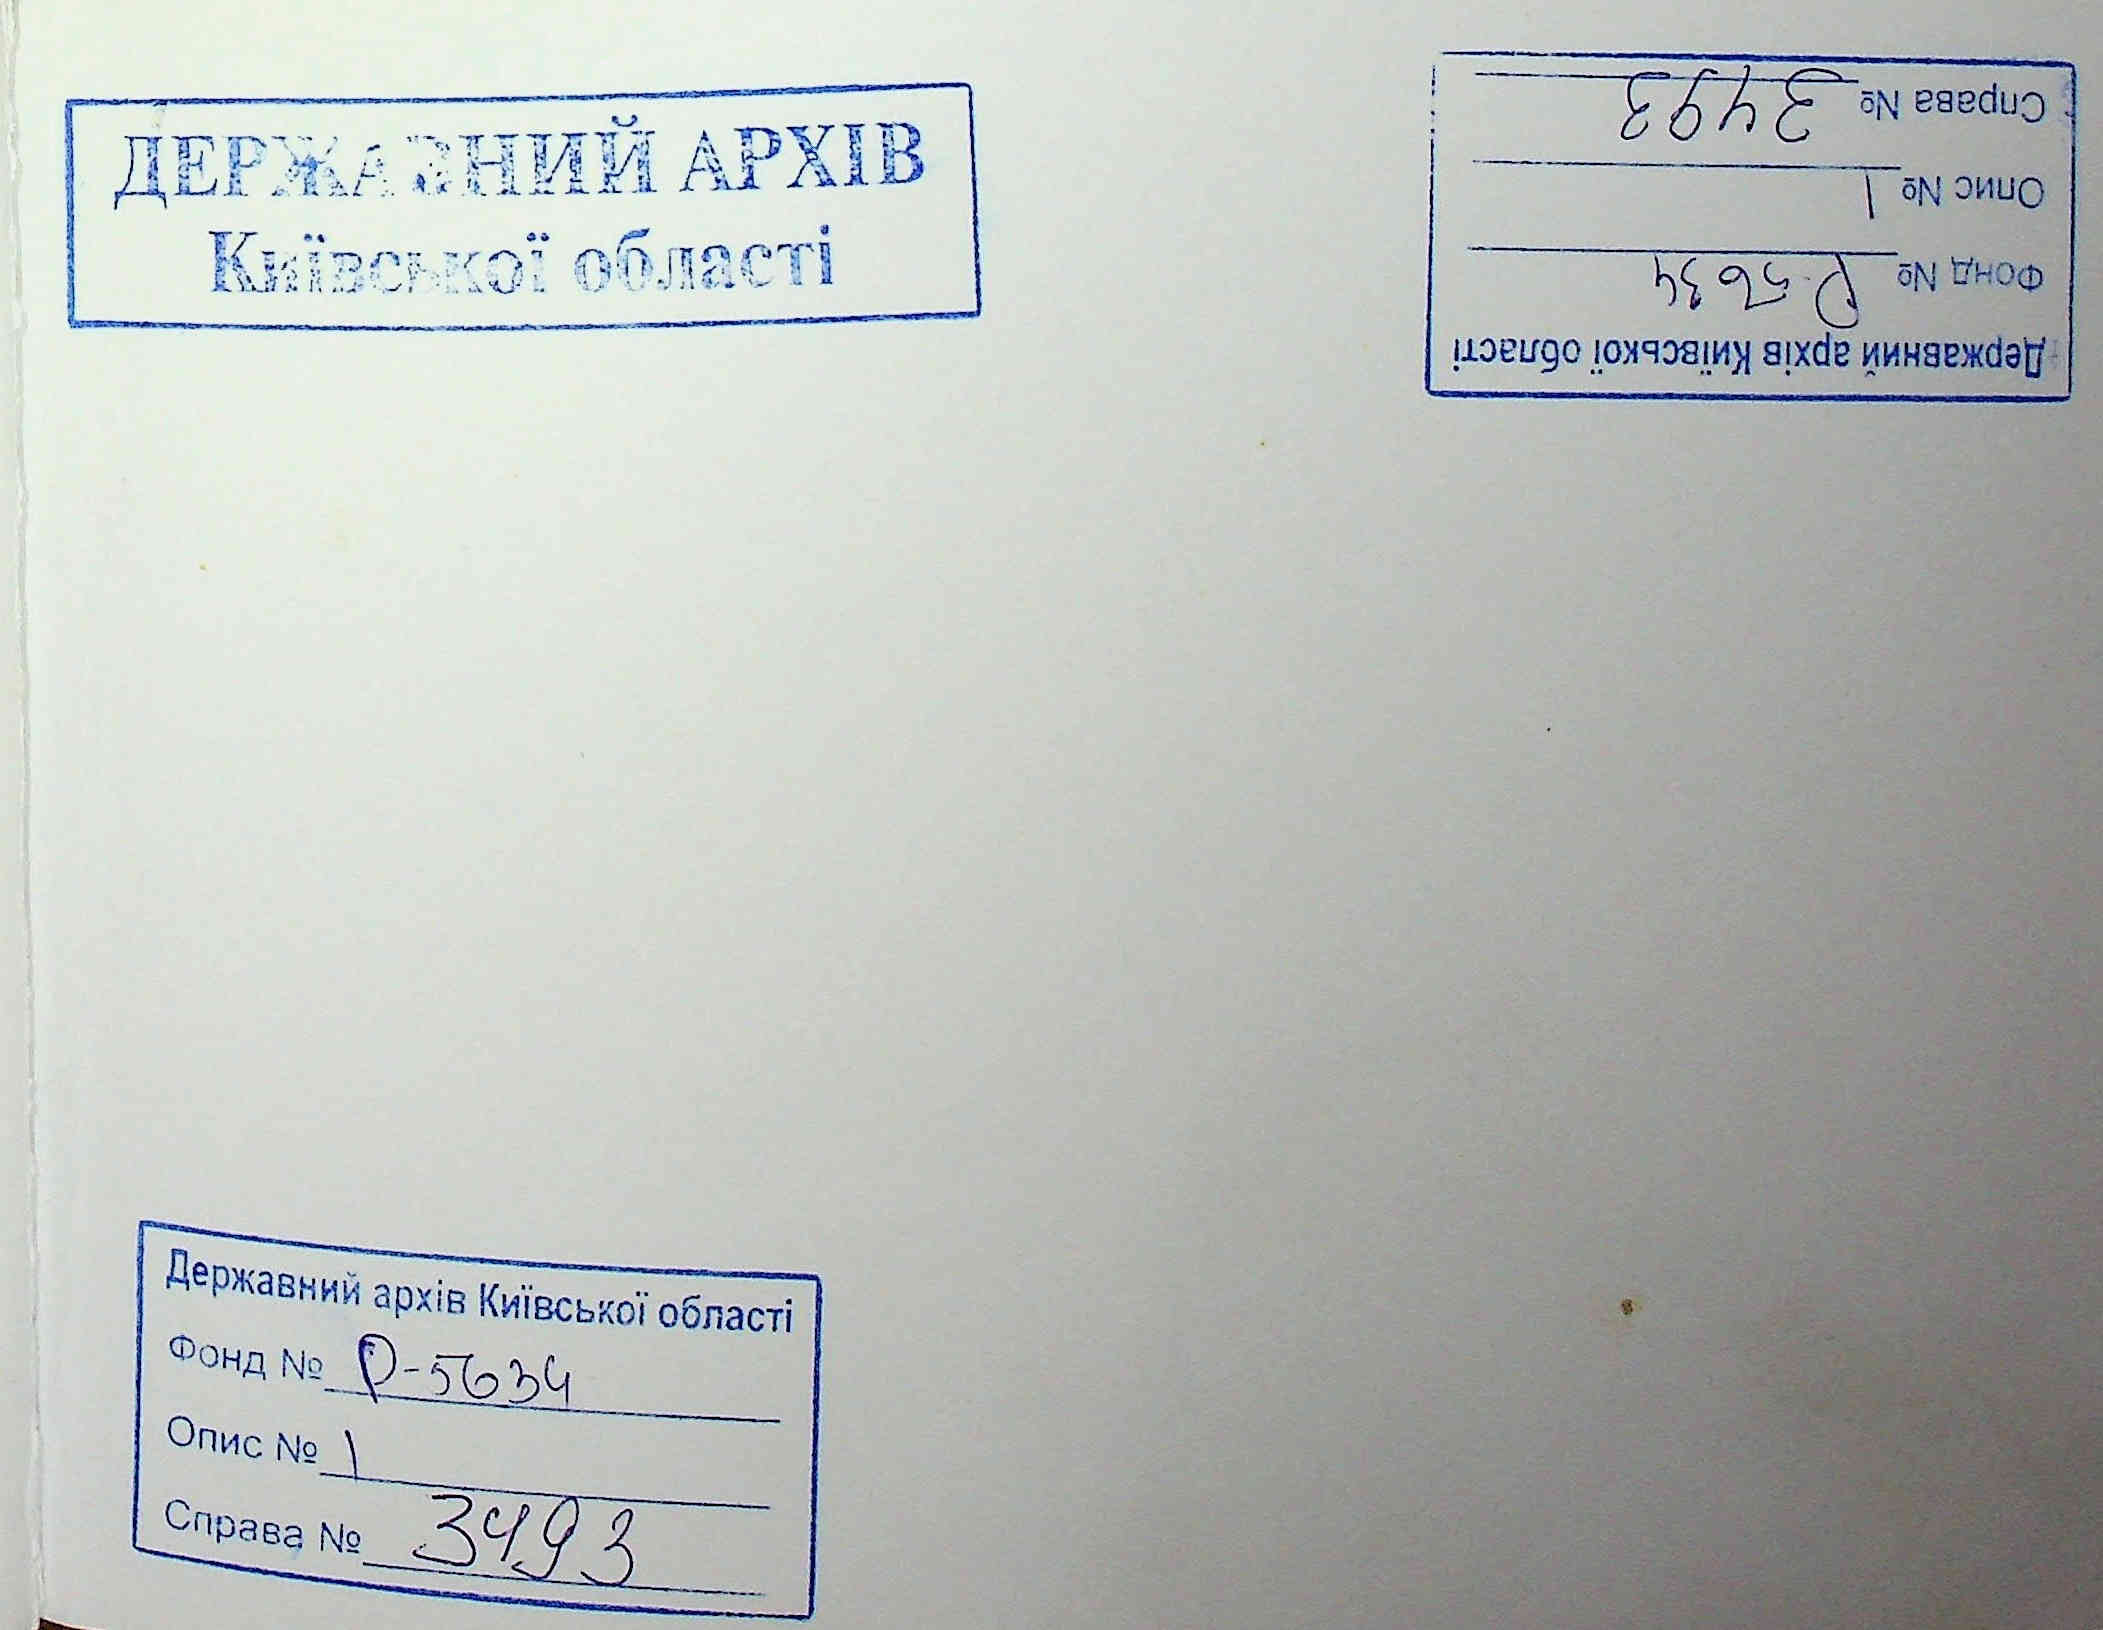 ДЕРЖАВНИЙ АРХІВ
Київської області
Державний архів Київської області
Фонд № Р-5634
Опис № 1
Справа № 3493
Державний архів Київської області
Фонд № Р-5634
Опис № 1
Справа № 3493